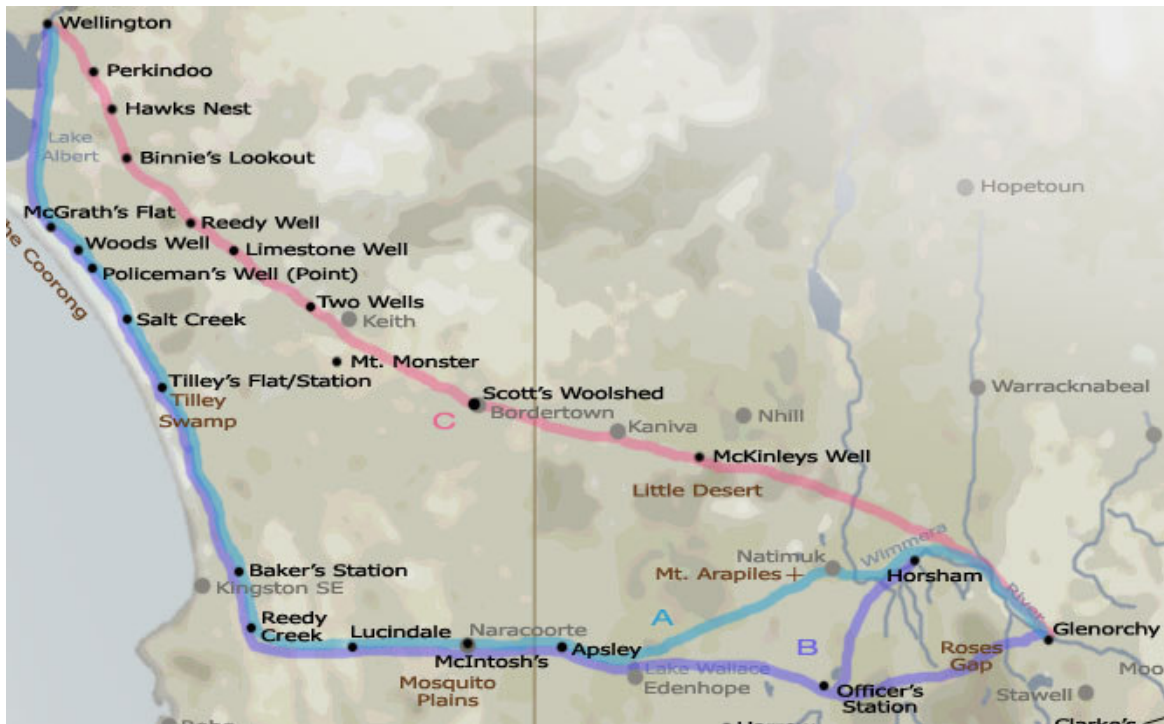 Wellington
Perkindoo
Hawks Nest
Lake
Albert
Binnie's Lookout
Hopetoun
McGrath's Flat
Reedy Well
The Coorong
Woods Well
Limestone Well
Policeman's Well (Point)
Two Wells
Salt Creek
Keith
Mt. Monster
Tilley's Flat/Station
Tilley
Swamp
Scott's Woolshed
Bordertown
Warracknabeal
C
Kaniva
Nhill
McKinleys Well
Little Desert
Wimmera
River
Natimuk
Mt. Arapiles
Horsham
Baker's Station
Kingston SE
Reedy
Creek
Lucindale
Naracoorte
McIntosh's
Mosquito
Plains
Apsley
A
B
Lake Wallace
Edenhope
Officer's
Station
Roses
Gap
Glenorchy
Stawell